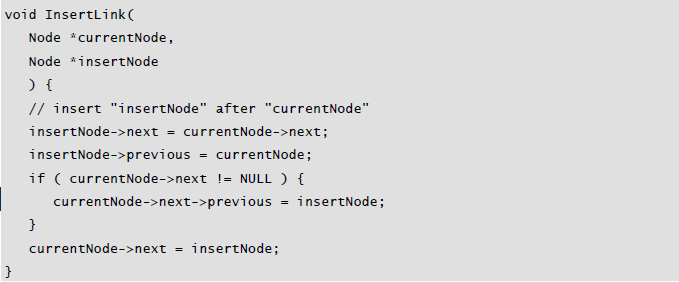 void InsertLink(
   Node *currentNode,
   Node *insertNode
   ) {
   // insert "insertNode" after "currentNode"
   insertNode->next = currentNode->next;
   insertNode->previous = currentNode;
   if ( currentNode->next != NULL ) {
      currentNode->next->previous = insertNode;
   }
   currentNode->next = insertNode;
}